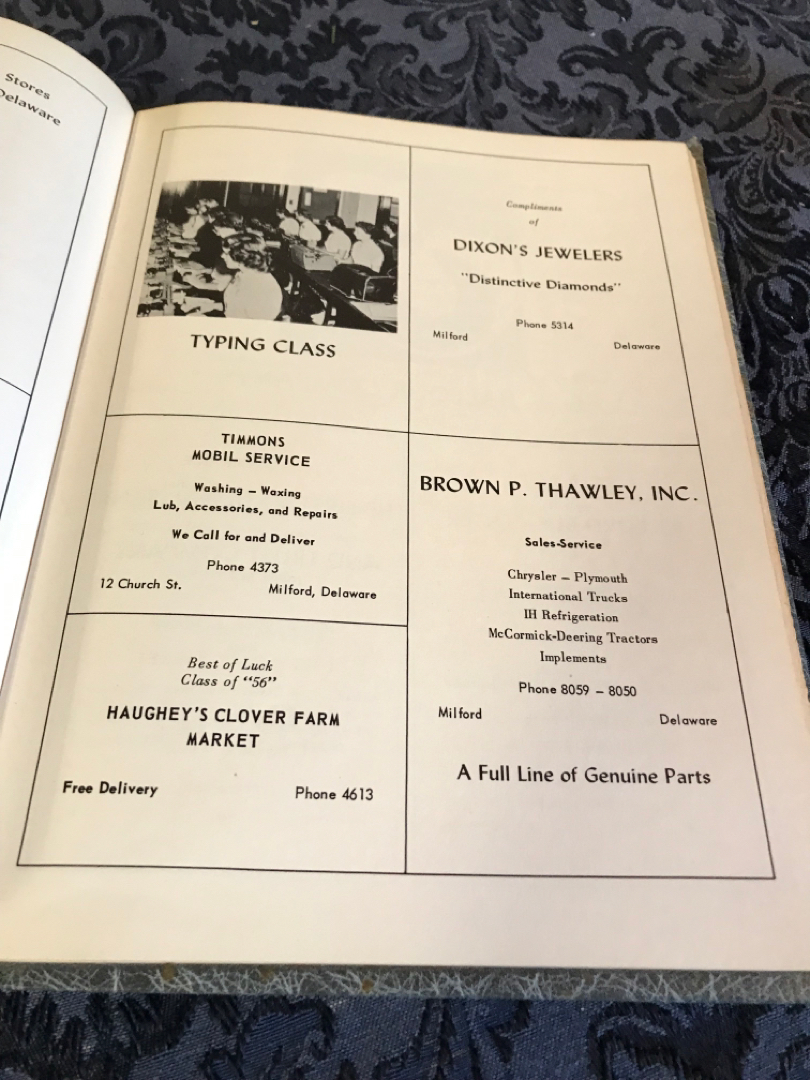 Stores
Delaware
TYPING CLASS
Compliments
of
DIXON'S JEWELERS
"Distinctive Diamonds"
Phone 5314
Milford Delaware
TIMMONS
MOBIL SERVICE
Washing – Waxing
Lub, Accessories, and Repairs
We Call for and Deliver
Phone 4373
12 Church St. Milford, Delaware
BROWN P. THAWLEY, INC.
Sales-Service
Chrysler – Plymouth
International Trucks
IH Refrigeration
McCormick-Deering Tractors
Implements
Phone 8059 – 8050
Milford Delaware
A Full Line of Genuine Parts
Best of Luck
Class of "56"
HAUGHEY'S CLOVER FARM
MARKET
Free Delivery Phone 4613